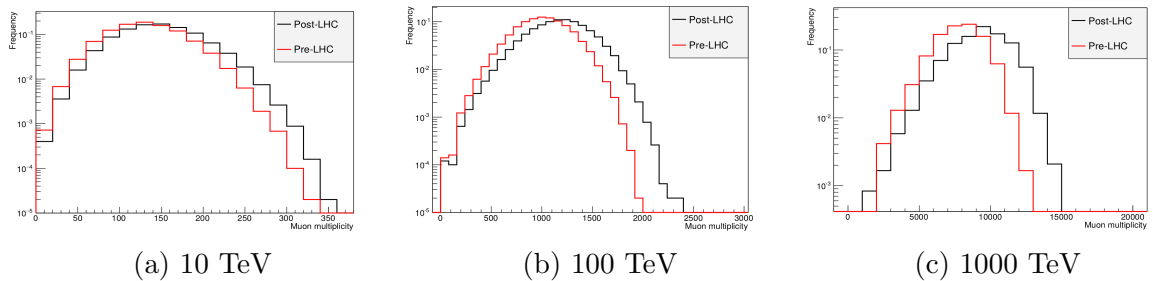 Frequency
Post-LHC
Pre-LHC
10⁻¹
10⁻²
10⁻³
10⁻⁴
10⁻⁵
50 100 150 200 250 300 350
Muon multiplicity
(a) 10 TeV
Frequency
Post-LHC
Pre-LHC
10⁻¹
10⁻²
10⁻³
10⁻⁴
10⁻⁵
0 500 1000 1500 2000 2500 3000
Muon multiplicity
(b) 100 TeV
Frequency
Post-LHC
Pre-LHC
10⁻¹
10⁻²
10⁻³
0 5000 10000 15000 20000
Muon multiplicity
(c) 1000 TeV